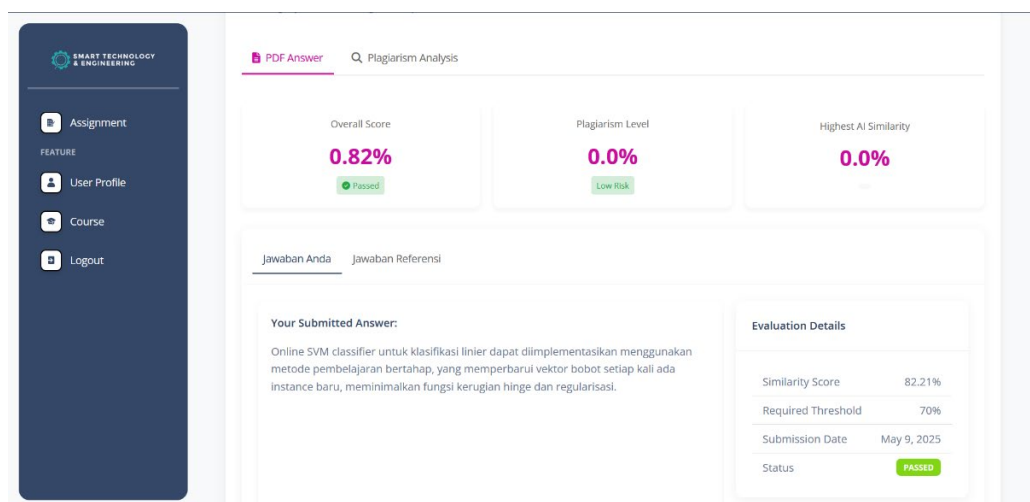 SMART TECHNOLOGY
& ENGINEERING
Assignment
FEATURE
User Profile
Course
Logout
PDF Answer
Plagiarism Analysis
Overall Score
0.82%
Passed
Plagiarism Level
0.0%
Low Risk
Highest AI Similarity
0.0%
Jawaban Anda
Jawaban Referensi
Your Submitted Answer:
Online SVM classifier untuk klasifikasi linier dapat diimplementasikan menggunakan
metode pembelajaran bertahap, yang memperbarui vektor bobot setiap kali ada
instance baru, meminimalkan fungsi kerugian hinge dan regularisasi.
Evaluation Details
Similarity Score 82.21%
Required Threshold 70%
Submission Date May 9, 2025
Status PASSED